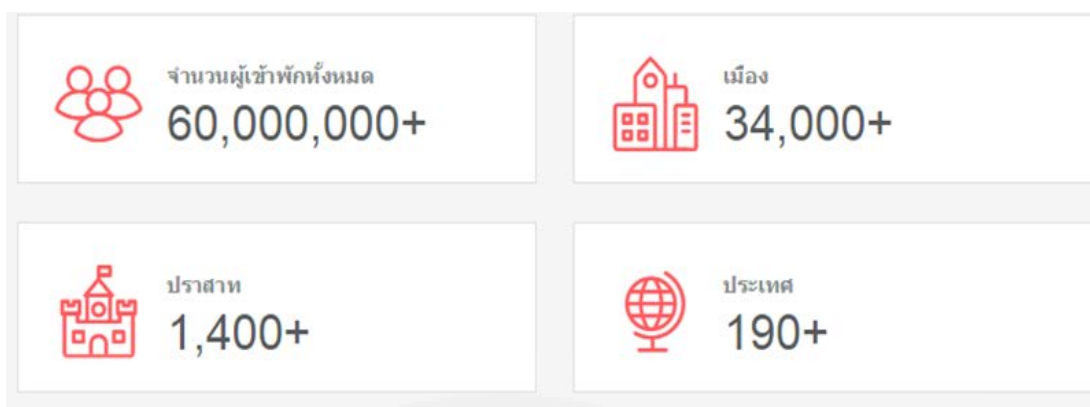 จำนวนผู้เข้าพักทั้งหมด
60,000,000+
เมือง
34,000+
ปราสาท
1,400+
ประเทศ
190+